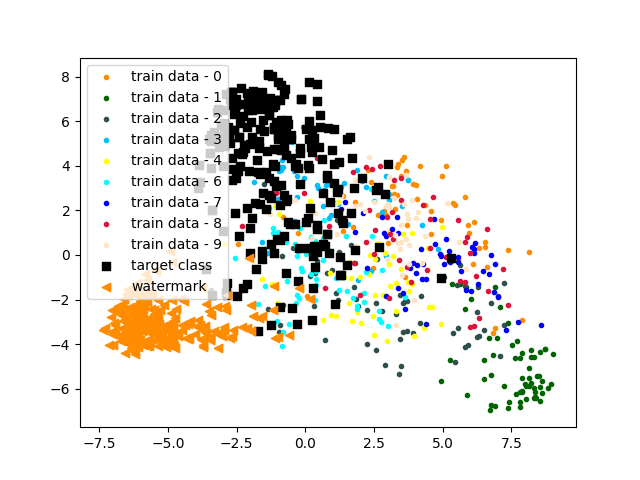 8
6
4
2
0
−2
−4
−6
train data - 0
train data - 1
train data - 2
train data - 3
train data - 4
train data - 6
train data - 7
train data - 8
train data - 9
target class
watermark
−7.5 −5.0 −2.5 0.0 2.5 5.0 7.5